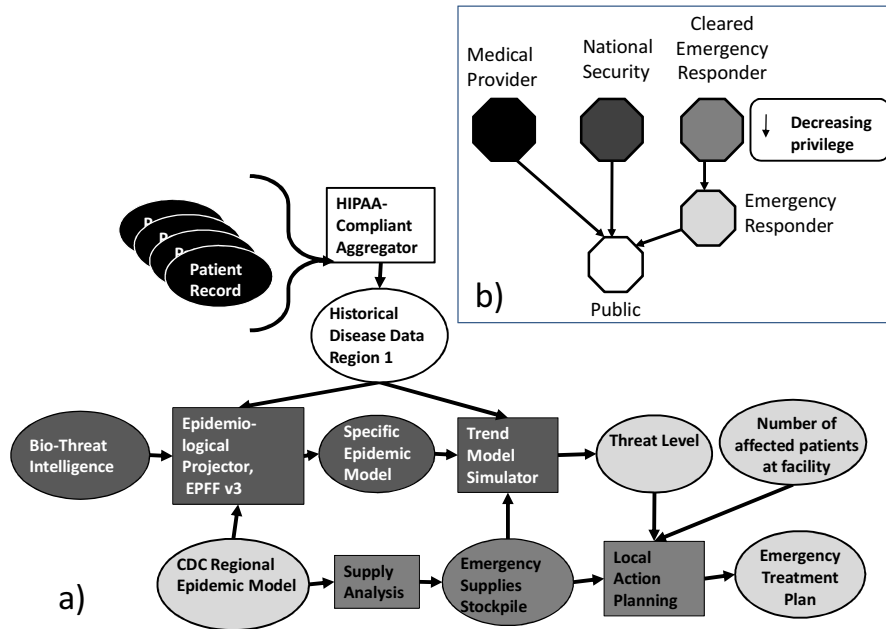 Medical
Provider
National
Security
Cleared
Emergency
Responder
Decreasing
privilege
Emergency
Responder
Public
b)
HIPAA-
Compliant
Aggregator
Patient
Record
Historical
Disease Data
Region 1
Bio-Threat
Intelligence
Epidemio-
logical
Projector,
EPFF v3
Specific
Epidemic
Model
Trend
Model
Simulator
Threat Level
Number of
affected patients
at facility
CDC Regional
Epidemic Model
Supply
Analysis
Emergency
Supplies
Stockpile
Local
Action
Planning
Emergency
Treatment
Plan
a)